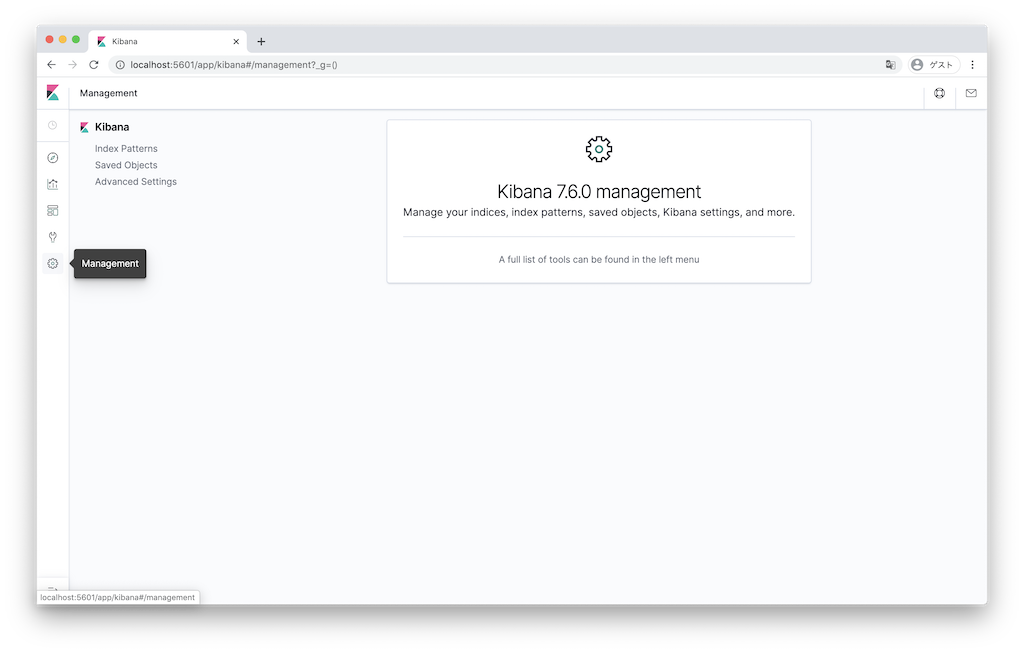 Kibana
localhost:5601/app/kibana#/management?_g=()
ゲスト
Management
Kibana
Index Patterns
Saved Objects
Advanced Settings
Management
Kibana 7.6.0 management
Manage your indices, index patterns, saved objects, Kibana settings, and more.
A full list of tools can be found in the left menu
localhost:5601/app/kibana#/management